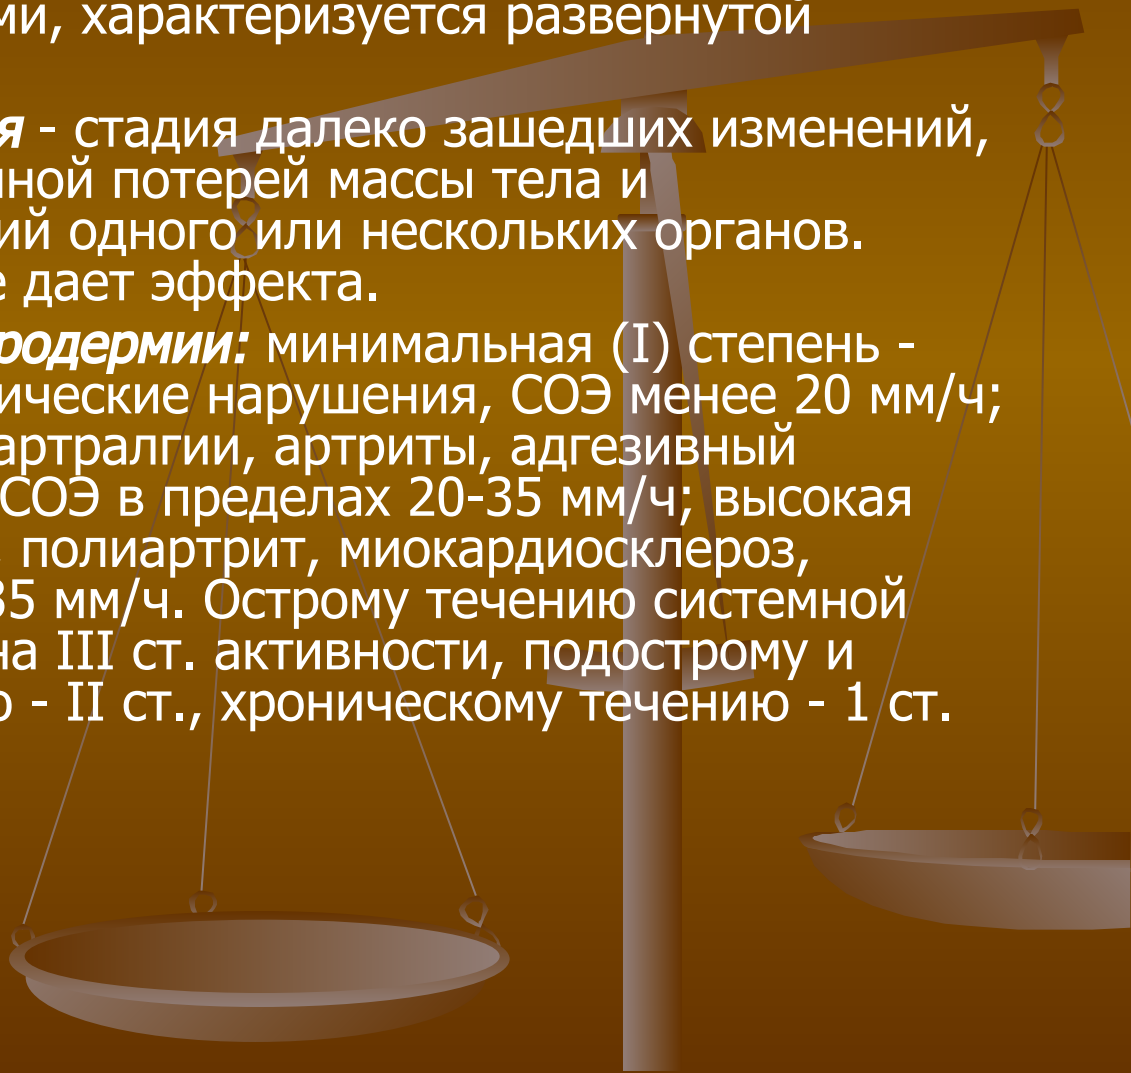 ми, характеризуется развернутой
я - стадия далеко зашедших изменений,
нной потерей массы тела и
ий одного или нескольких органов.
е дает эффекта.
родермии: минимальная (I) степень -
ические нарушения, СОЭ менее 20 мм/ч;
артралгии, артриты, адгезивный
СОЭ в пределах 20-35 мм/ч; высокая
, полиартрит, миокардиосклероз,
35 мм/ч. Острому течению системной
на III ст. активности, подострому и
о - II ст., хроническому течению - 1 ст.